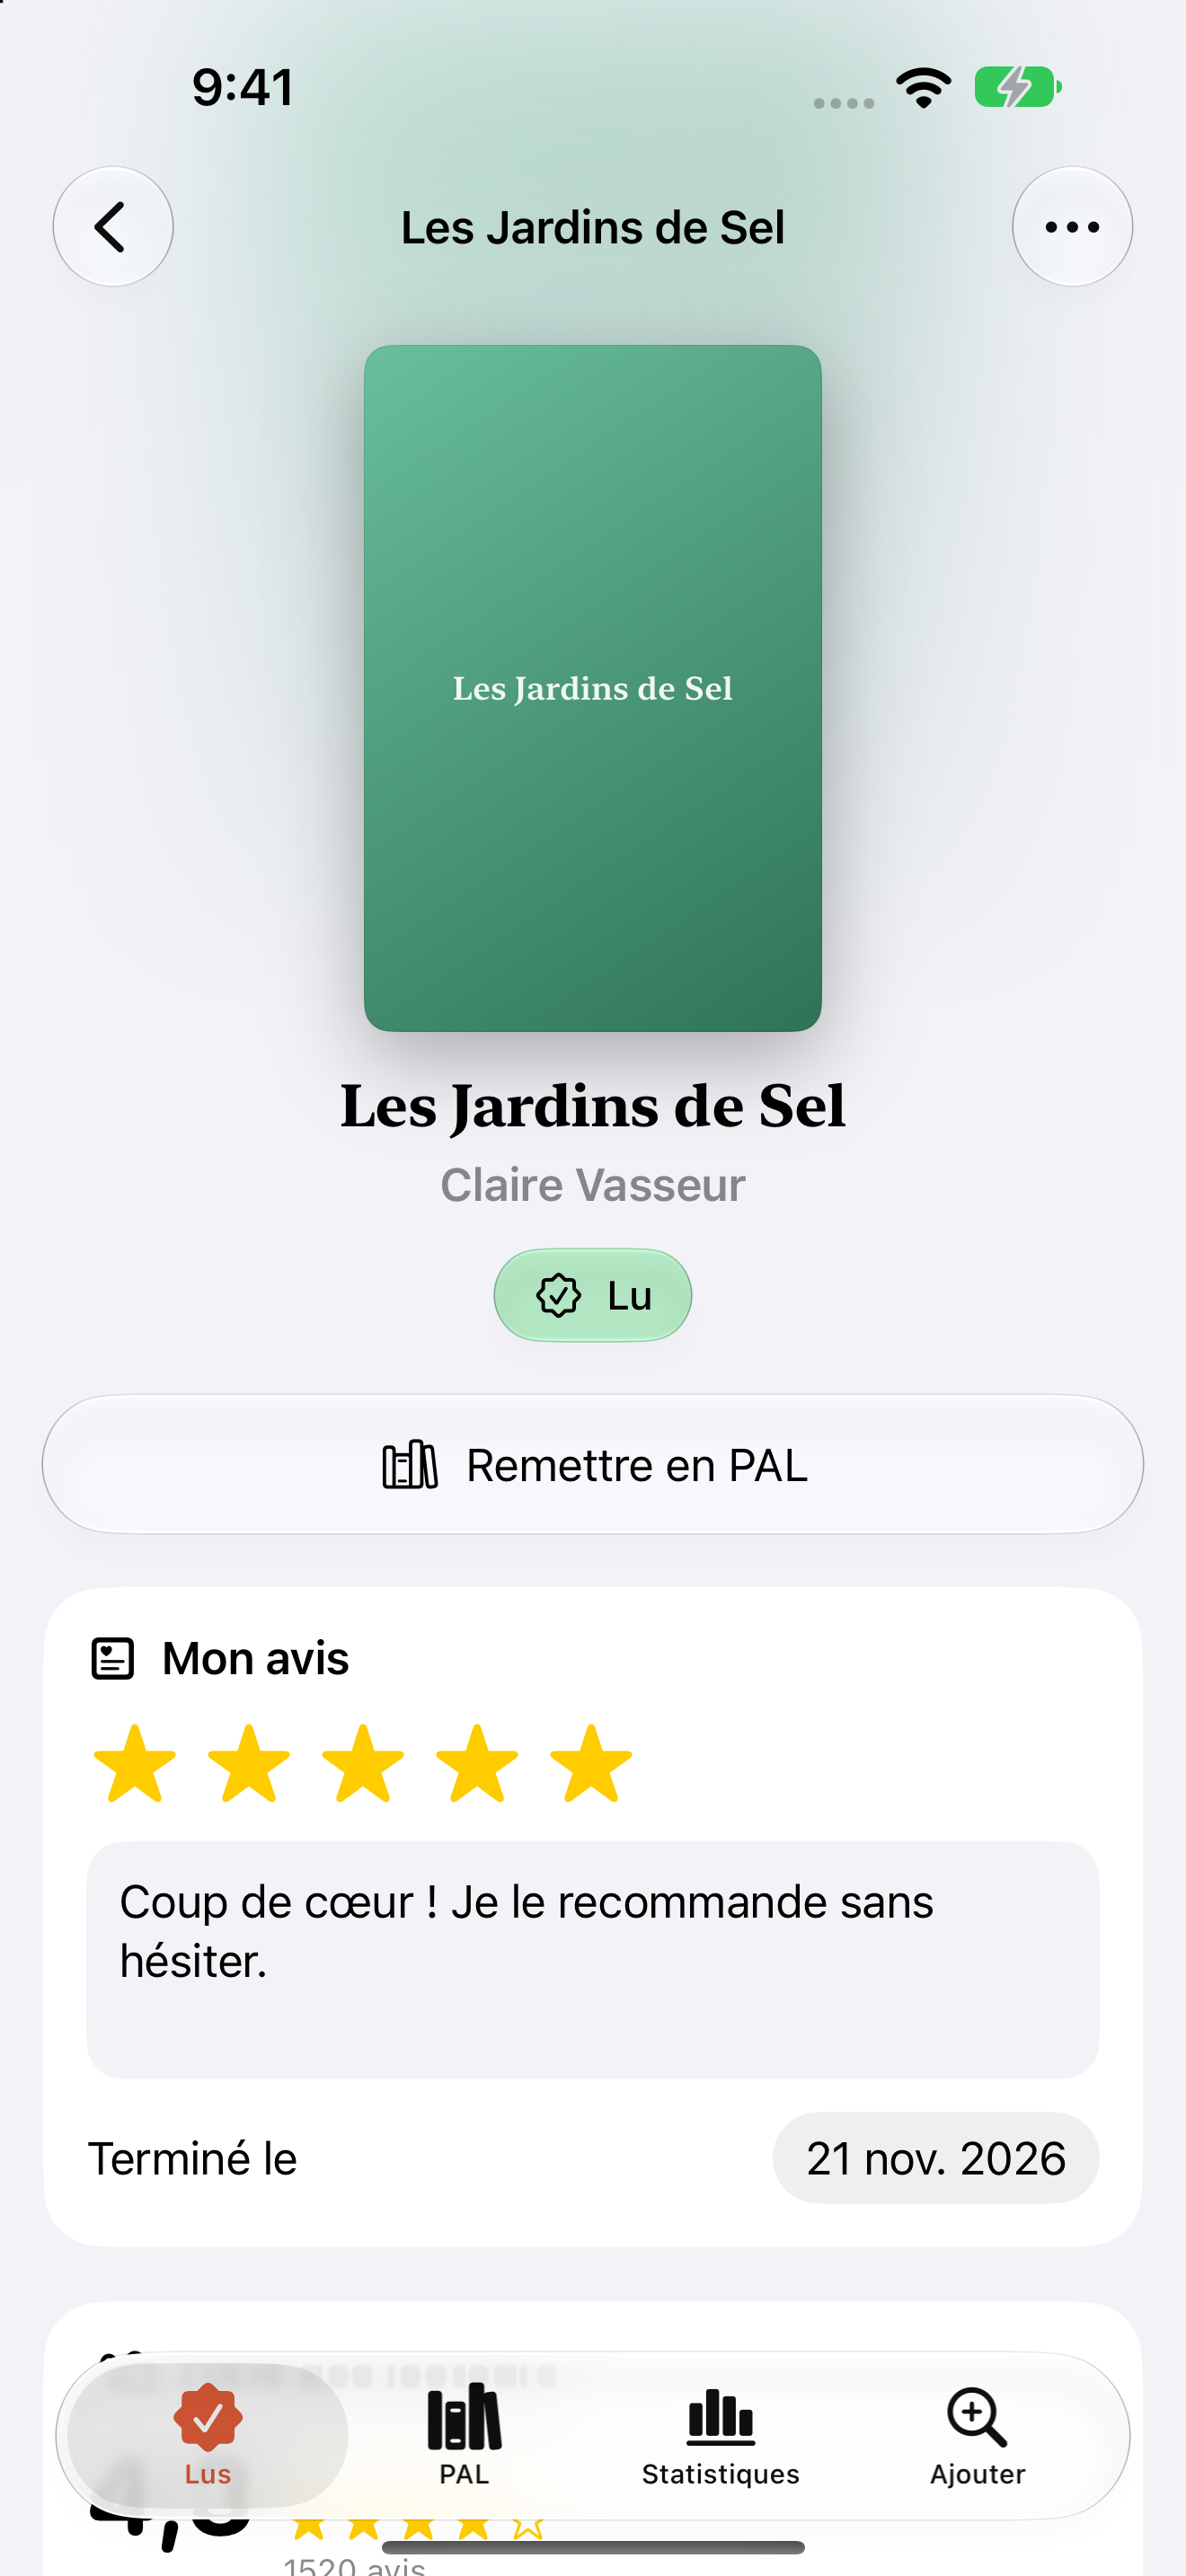 9:41
Les Jardins de Sel
Les Jardins de Sel
Les Jardins de Sel
Claire Vasseur
Lu
Remettre en PAL
Mon avis
Coup de cœur ! Je le recommande sans
hésiter.
Terminé le
21 nov. 2026
Lus
PAL
Statistiques
Ajouter
1520 avis